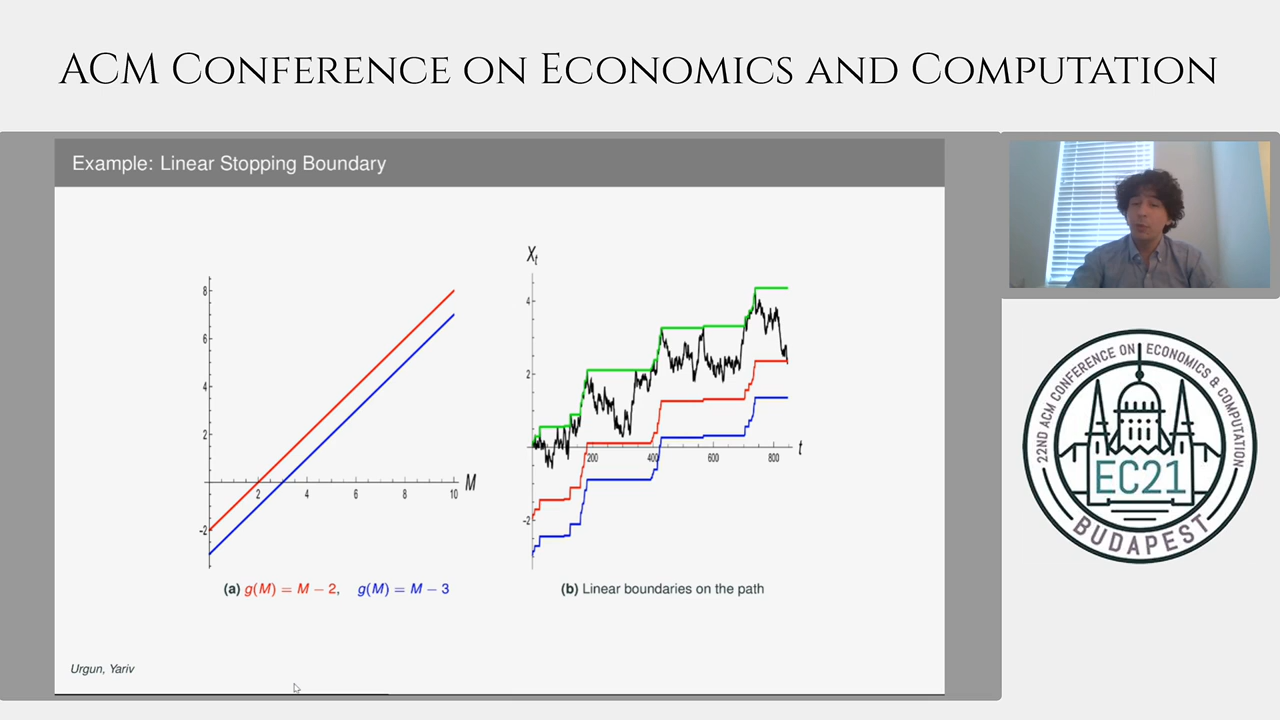 ACM Conference on Economics and Computation
Example: Linear Stopping Boundary
8
6
4
2
-2
2
4
6
8
10
M
(a) g(M) = M − 2, g(M) = M − 3
Xt
4
2
-2
200
400
600
800
t
(b) Linear boundaries on the path
Urgun, Yariv
22ND ACM CONFERENCE ON ECONOMICS & COMPUTATION
EC21
BUDAPEST